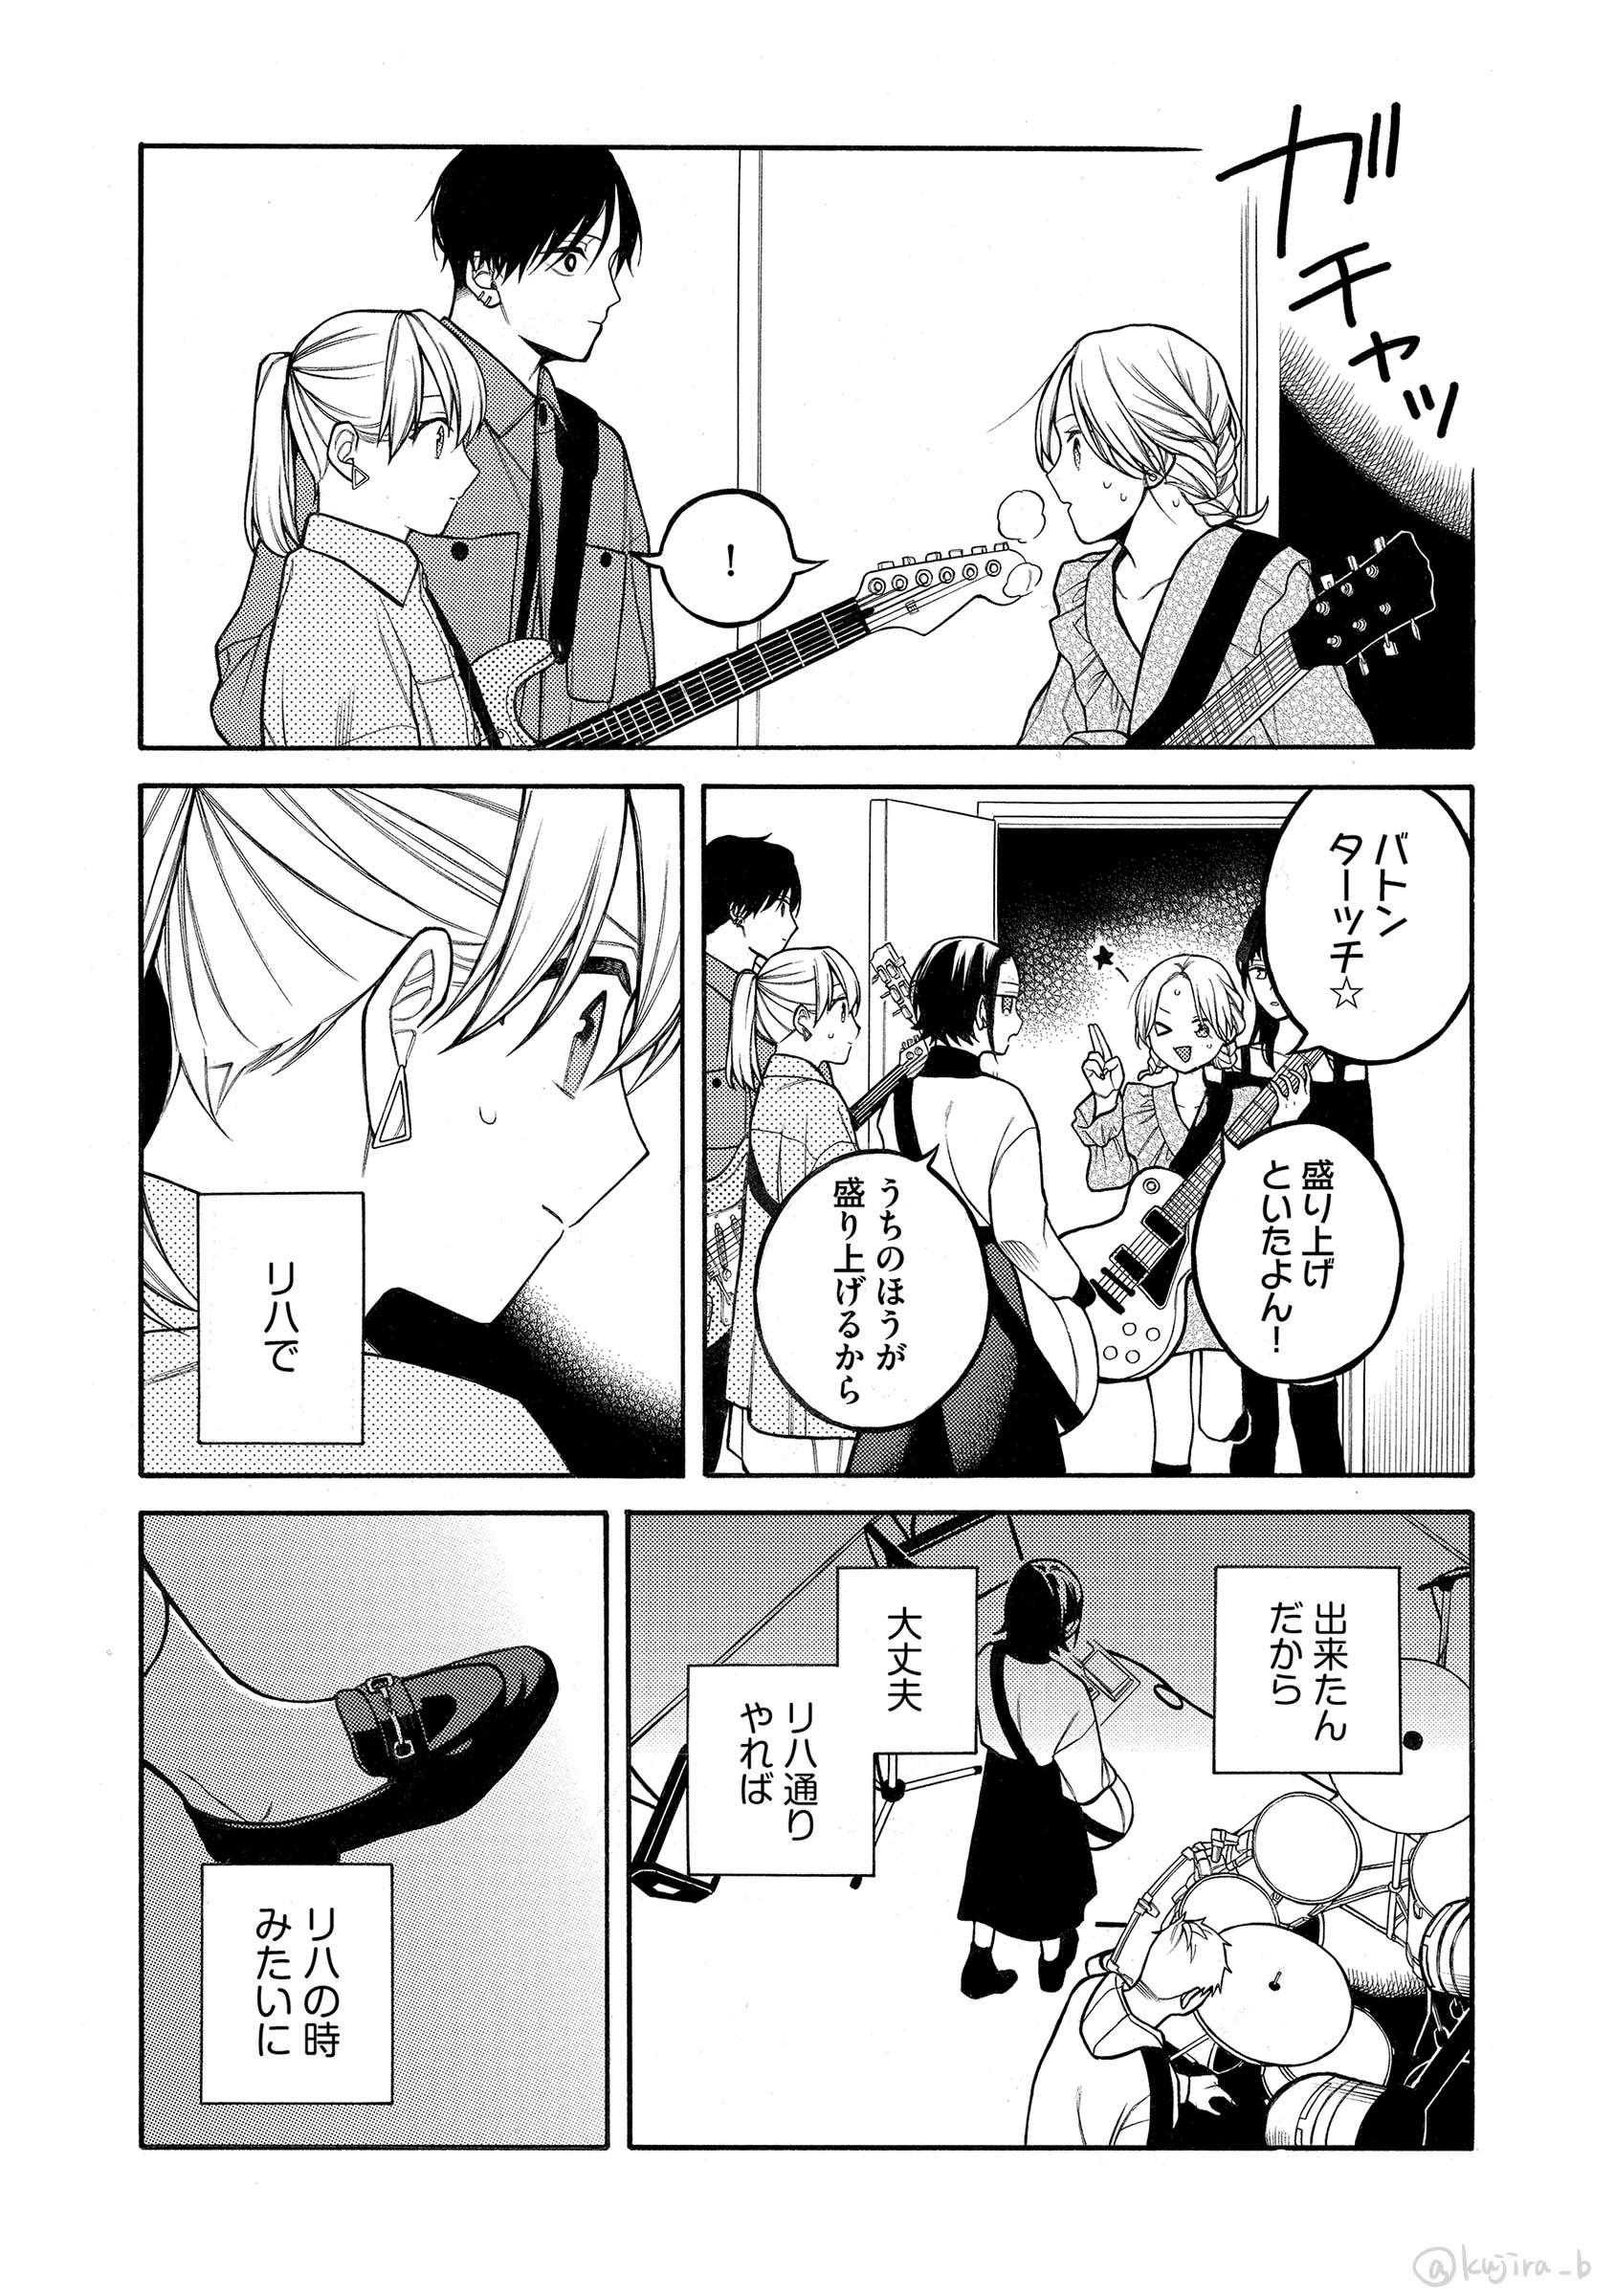 ガチャッ
!
バトン
ターッチ☆
盛り上げ
といたよん!
うちのほうが
盛り上げるから
リハで
出来たん
だから
大丈夫
リハ通り
やれば
リハの時
みたいに
@kujira_b